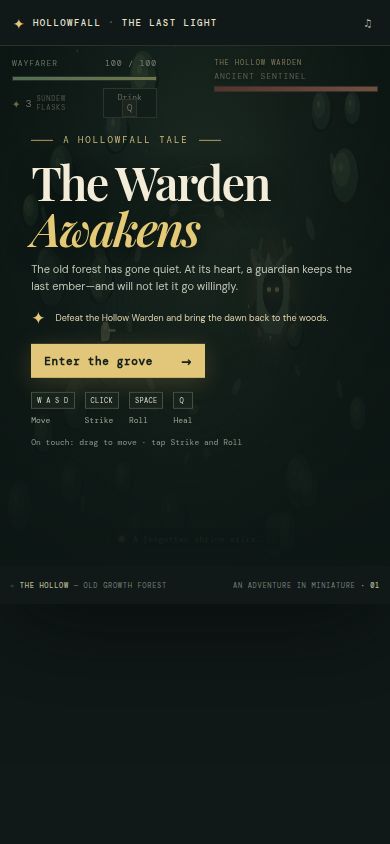 ✦ HOLLOWFALL · THE LAST LIGHT ♫
WAYFARER 100 / 100
THE HOLLOW WARDEN
ANCIENT SENTINEL
✦ 3 SUNDEW FLASKS
Drink
Q
A HOLLOWFALL TALE
The Warden
Awakens
The old forest has gone quiet. At its heart, a guardian keeps the
last ember—and will not let it go willingly.
✦ Defeat the Hollow Warden and bring the dawn back to the woods.
Enter the grove →
W A S D CLICK SPACE Q
Move Strike Roll Heal
On touch: drag to move · tap Strike and Roll
A forgotten shrine stirs
THE HOLLOW — OLD GROWTH FOREST
AN ADVENTURE IN MINIATURE · 01